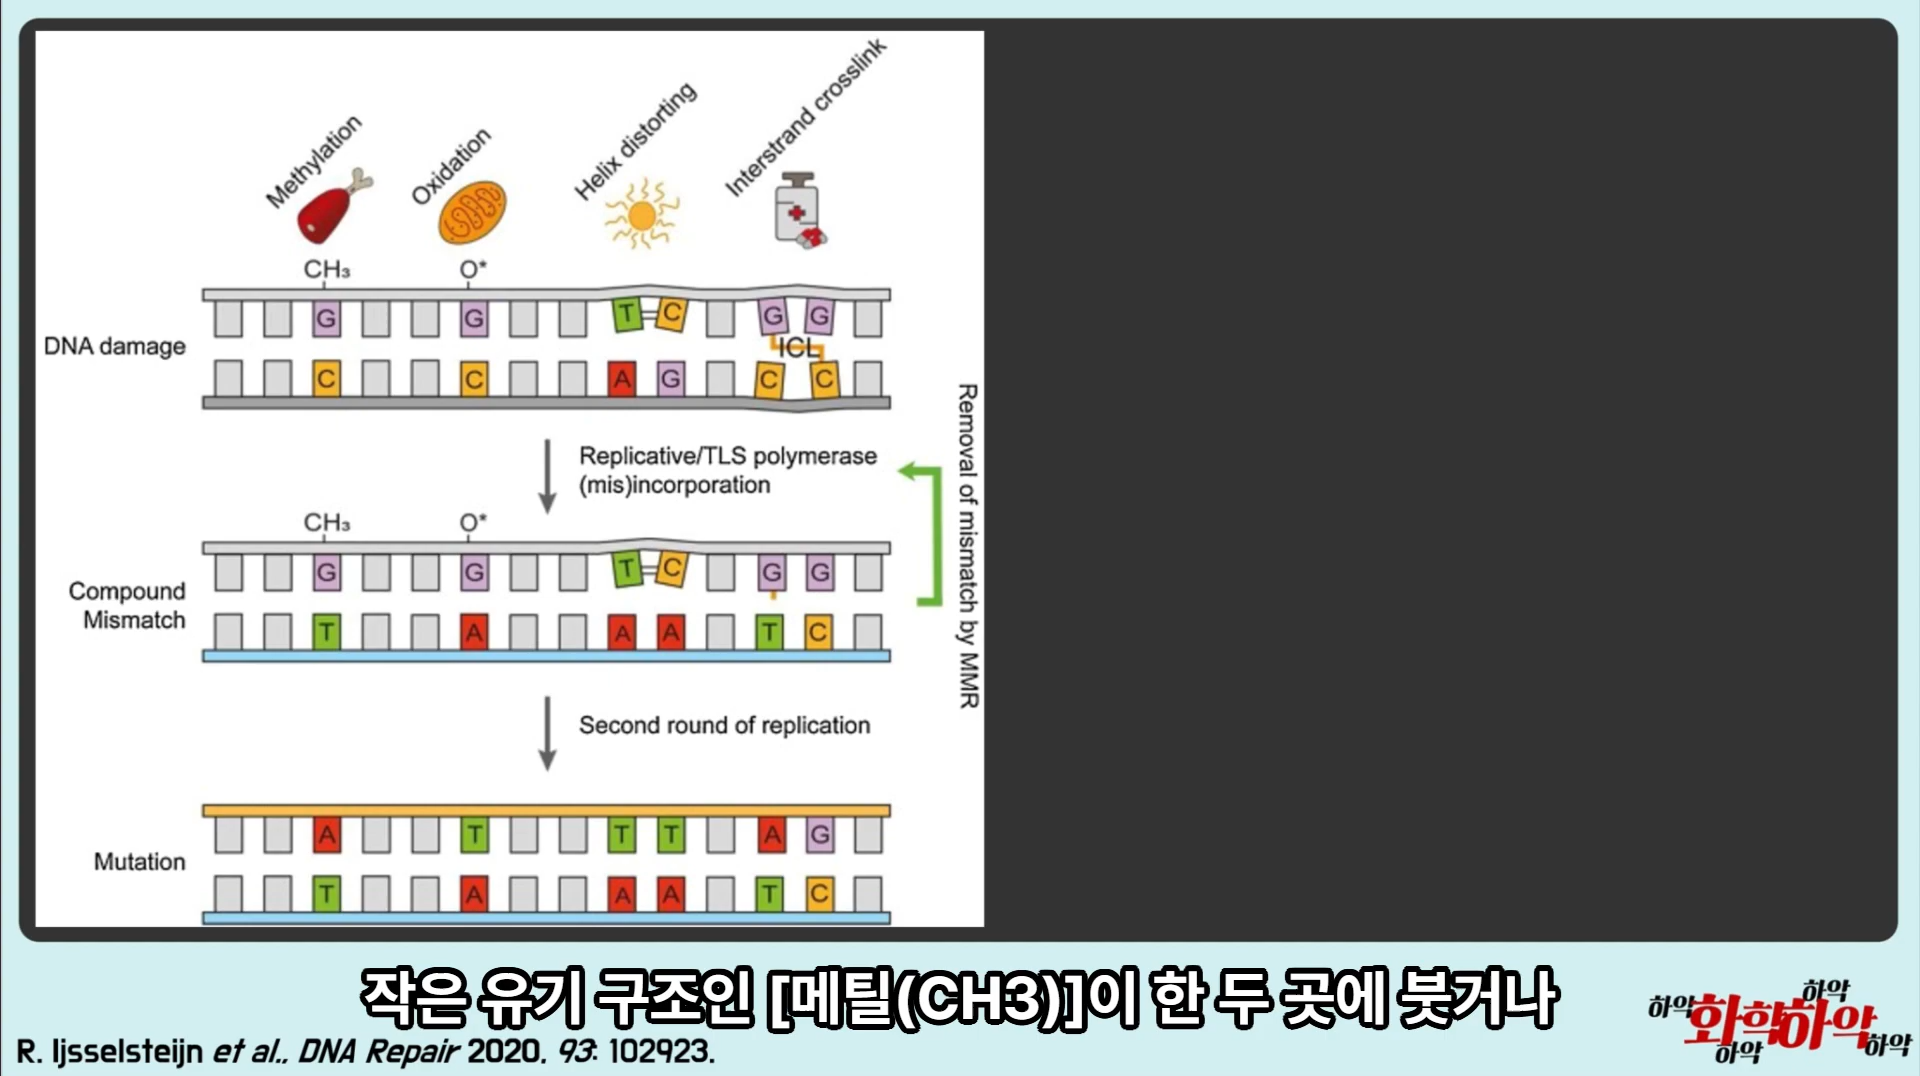 Methylation
Oxidation
Helix distorting
Interstrand crosslink
CH₃
O*
G
G
T
C
G
G
DNA damage
ICL
C
C
A
G
C
C
Replicative/TLS polymerase
(mis)incorporation
Removal of mismatch by MMR
CH₃
O*
G
G
T
C
G
G
Compound
Mismatch
T
A
A
A
T
C
Second round of replication
A
T
T
T
A
G
Mutation
T
A
A
A
T
C
작은 유기 구조인 [메틸(CH3)]이 한 두 곳에 붓거나
하악
화학하악
하악
하악
하악
R. Ijsselsteijn et al., DNA Repair 2020, 93: 102923.